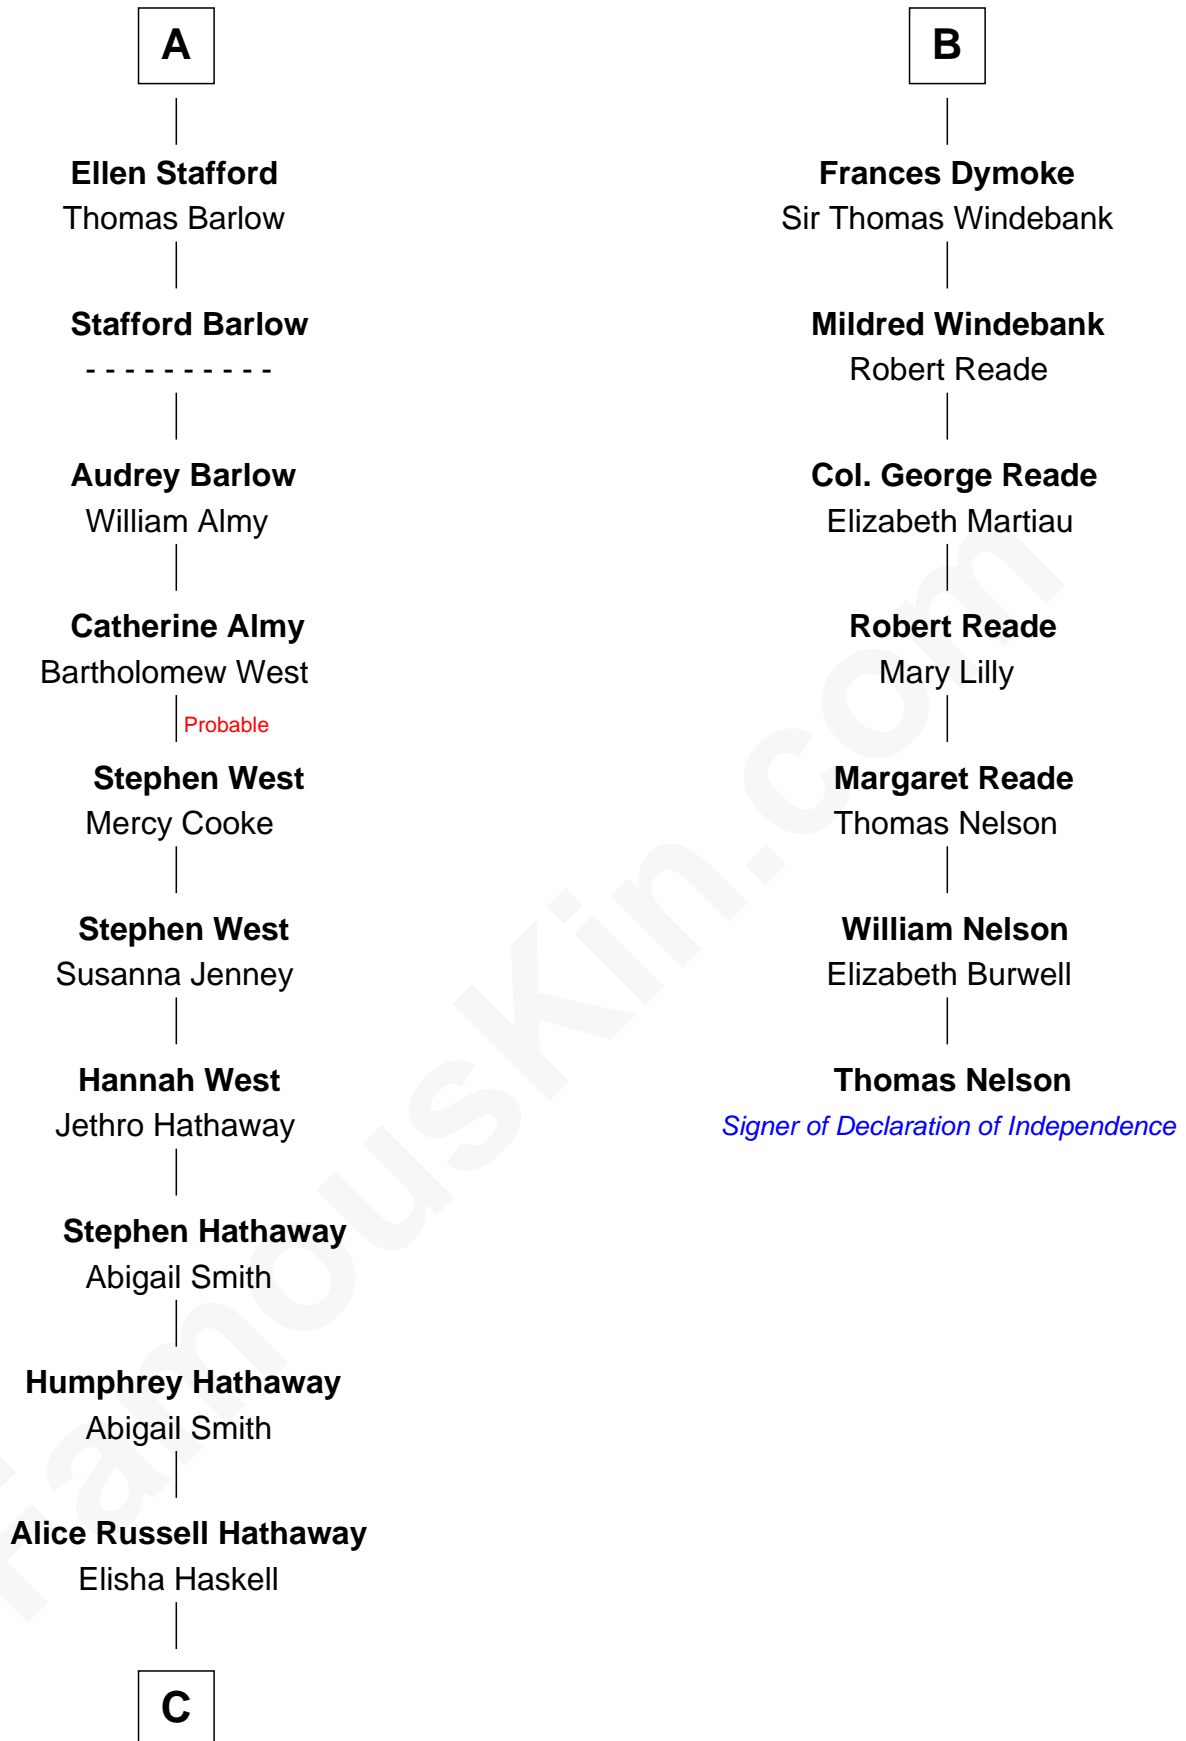 A
Ellen Stafford
Thomas Barlow
Stafford Barlow
- - - - - - - - - -
Audrey Barlow
William Almy
Catherine Almy
Bartholomew West
Probable
Stephen West
Mercy Cooke
Stephen West
Susanna Jenney
Hannah West
Jethro Hathaway
Stephen Hathaway
Abigail Smith
Humphrey Hathaway
Abigail Smith
Alice Russell Hathaway
Elisha Haskell
C
B
Frances Dymoke
Sir Thomas Windebank
Mildred Windebank
Robert Reade
Col. George Reade
Elizabeth Martiau
Robert Reade
Mary Lilly
Margaret Reade
Thomas Nelson
William Nelson
Elizabeth Burwell
Thomas Nelson
Signer of Declaration of Independence
FamousKin.com